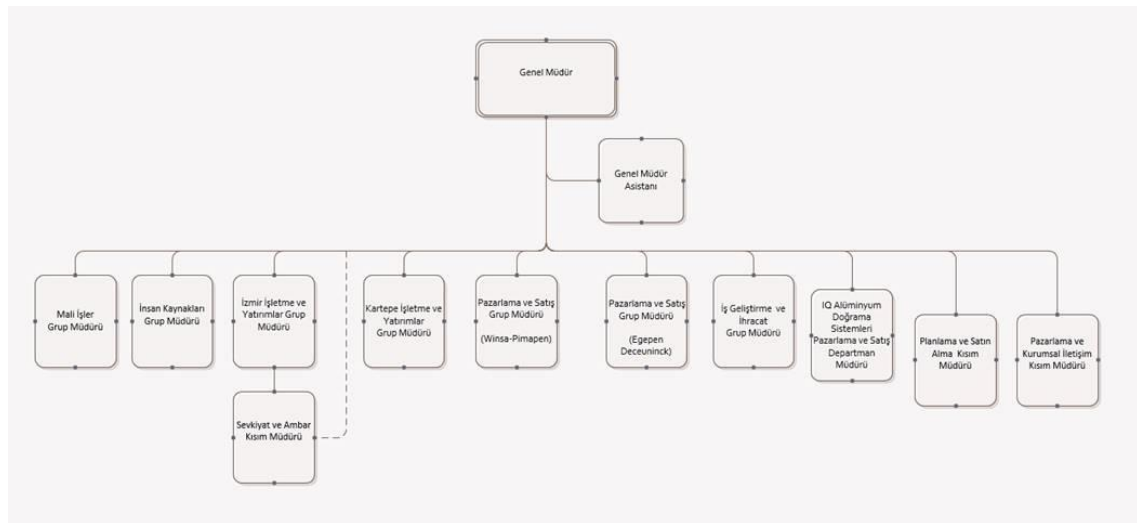 Genel Müdür
Genel Müdür
Asistanı
Mali İşler
Grup Müdürü
İnsan Kaynakları
Grup Müdürü
İzmir İşletme ve
Yatırımlar Grup
Müdürü
Kartepe İşletme ve
Yatırımlar
Grup Müdürü
Pazarlama ve Satış
Grup Müdürü
(Winsa-Pimapen)
Pazarlama ve Satış
Grup Müdürü
(Egepen
Deceuninck)
İş Geliştirme ve
İhracat
Grup Müdürü
IQ Alüminyum
Doğrama
Sistemleri
Pazarlama ve Satış
Departman
Müdürü
Planlama ve Satın
Alma Kısım
Müdürü
Pazarlama ve
Kurumsal İletişim
Kısım Müdürü
Sevkiyat ve Ambar
Kısım Müdürü